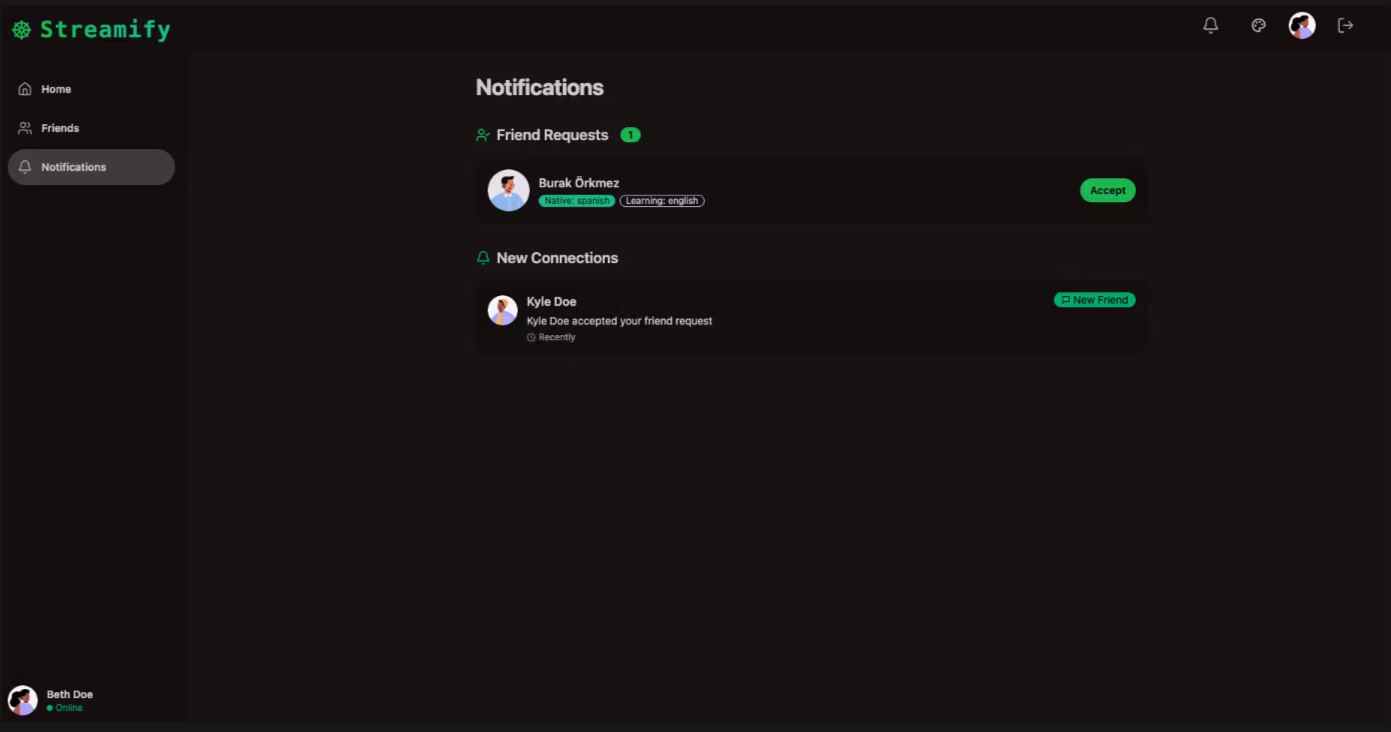 Streamify
Home
Friends
Notifications
Notifications
Friend Requests 1
Burak Örkmez
Native: spanish Learning: english
Accept
New Connections
Kyle Doe
New Friend
Kyle Doe accepted your friend request
Recently
Beth Doe
Online